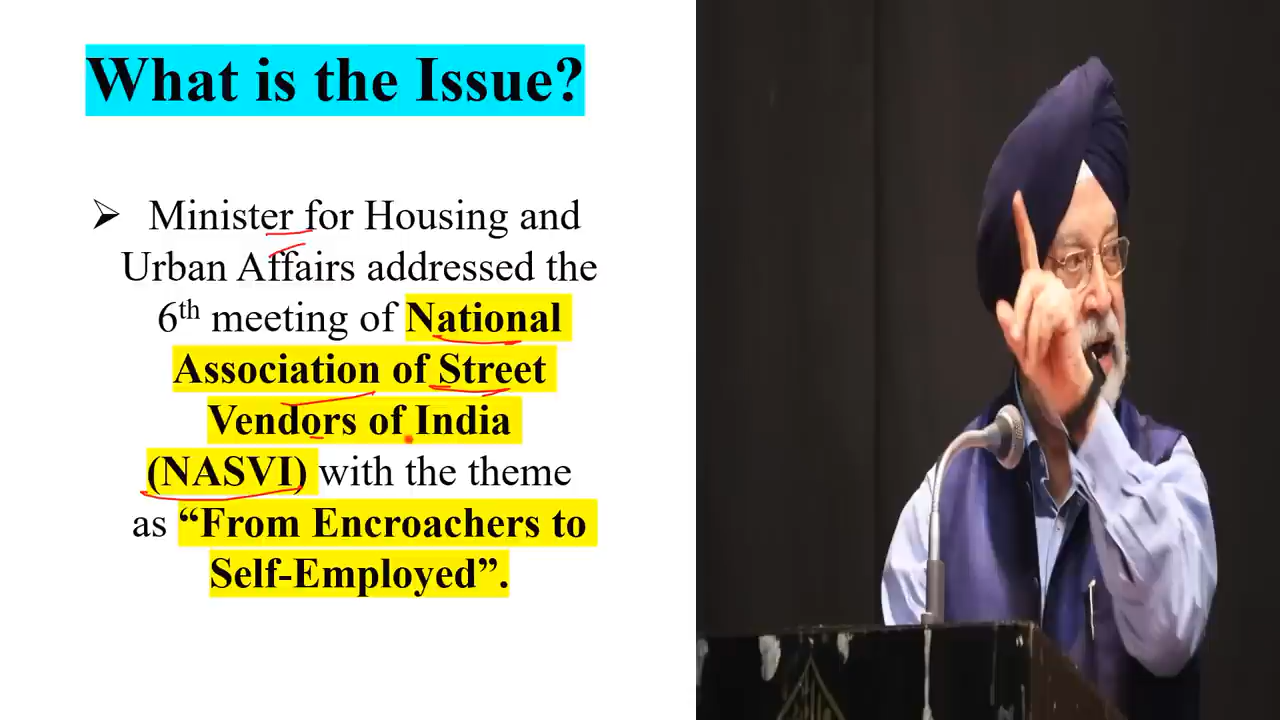 What is the Issue?
➢ Minister for Housing and
Urban Affairs addressed the
6th meeting of National
Association of Street
Vendors of India
(NASVI) with the theme
as “From Encroachers to
Self-Employed”.